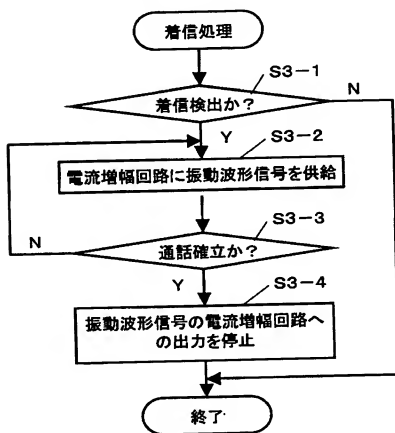 着信処理
S3-1
着信検出か?
N
Y
S3-2
電流増幅回路に振動波形信号を供給
S3-3
通話確立か?
N
Y
S3-4
振動波形信号の電流増幅回路へ
の出力を停止
終了